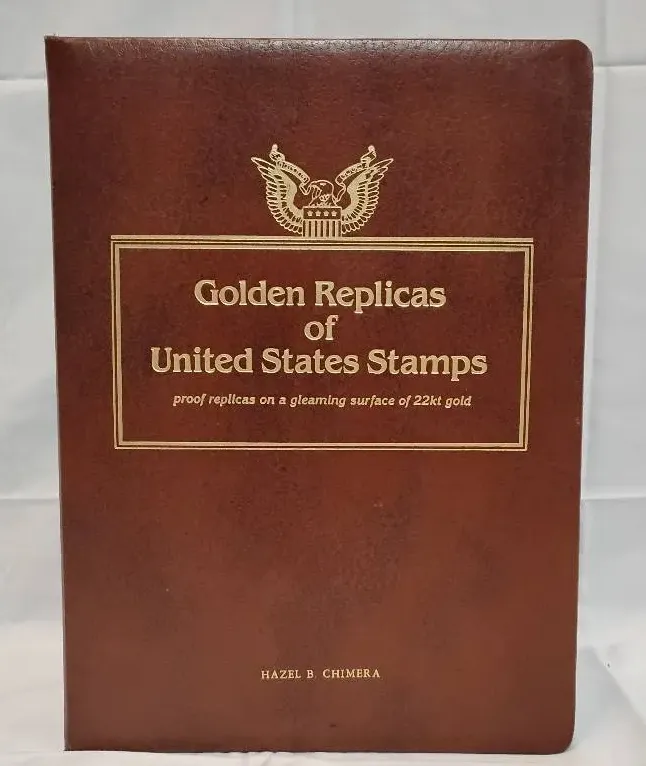 Golden Replicas
of
United States Stamps
proof replicas on a gleaming surface of 22kt gold
HAZEL B. CHIMERA